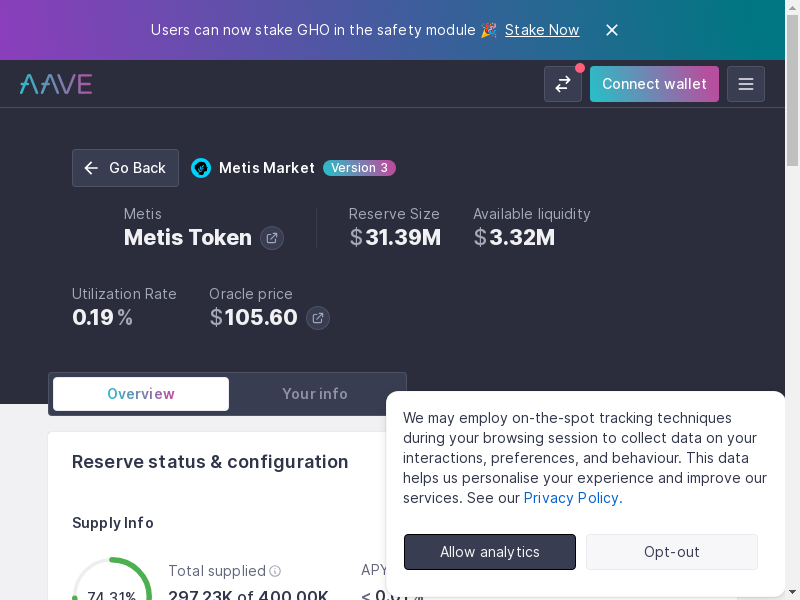 Users can now stake GHO in the safety module 🎉 Stake Now
AAVE
Connect wallet
Go Back
Metis Market
Version 3
Metis
Metis Token
Reserve Size
$31.39M
Available liquidity
$3.32M
Utilization Rate
0.19%
Oracle price
$105.60
Overview
Your info
Reserve status & configuration
Supply Info
74.31%
Total supplied
297.23K of 400.00K
APY
< 0.01%
We may employ on-the-spot tracking techniques
during your browsing session to collect data on your
interactions, preferences, and behaviour. This data
helps us personalise your experience and improve our
services. See our Privacy Policy.
Allow analytics
Opt-out